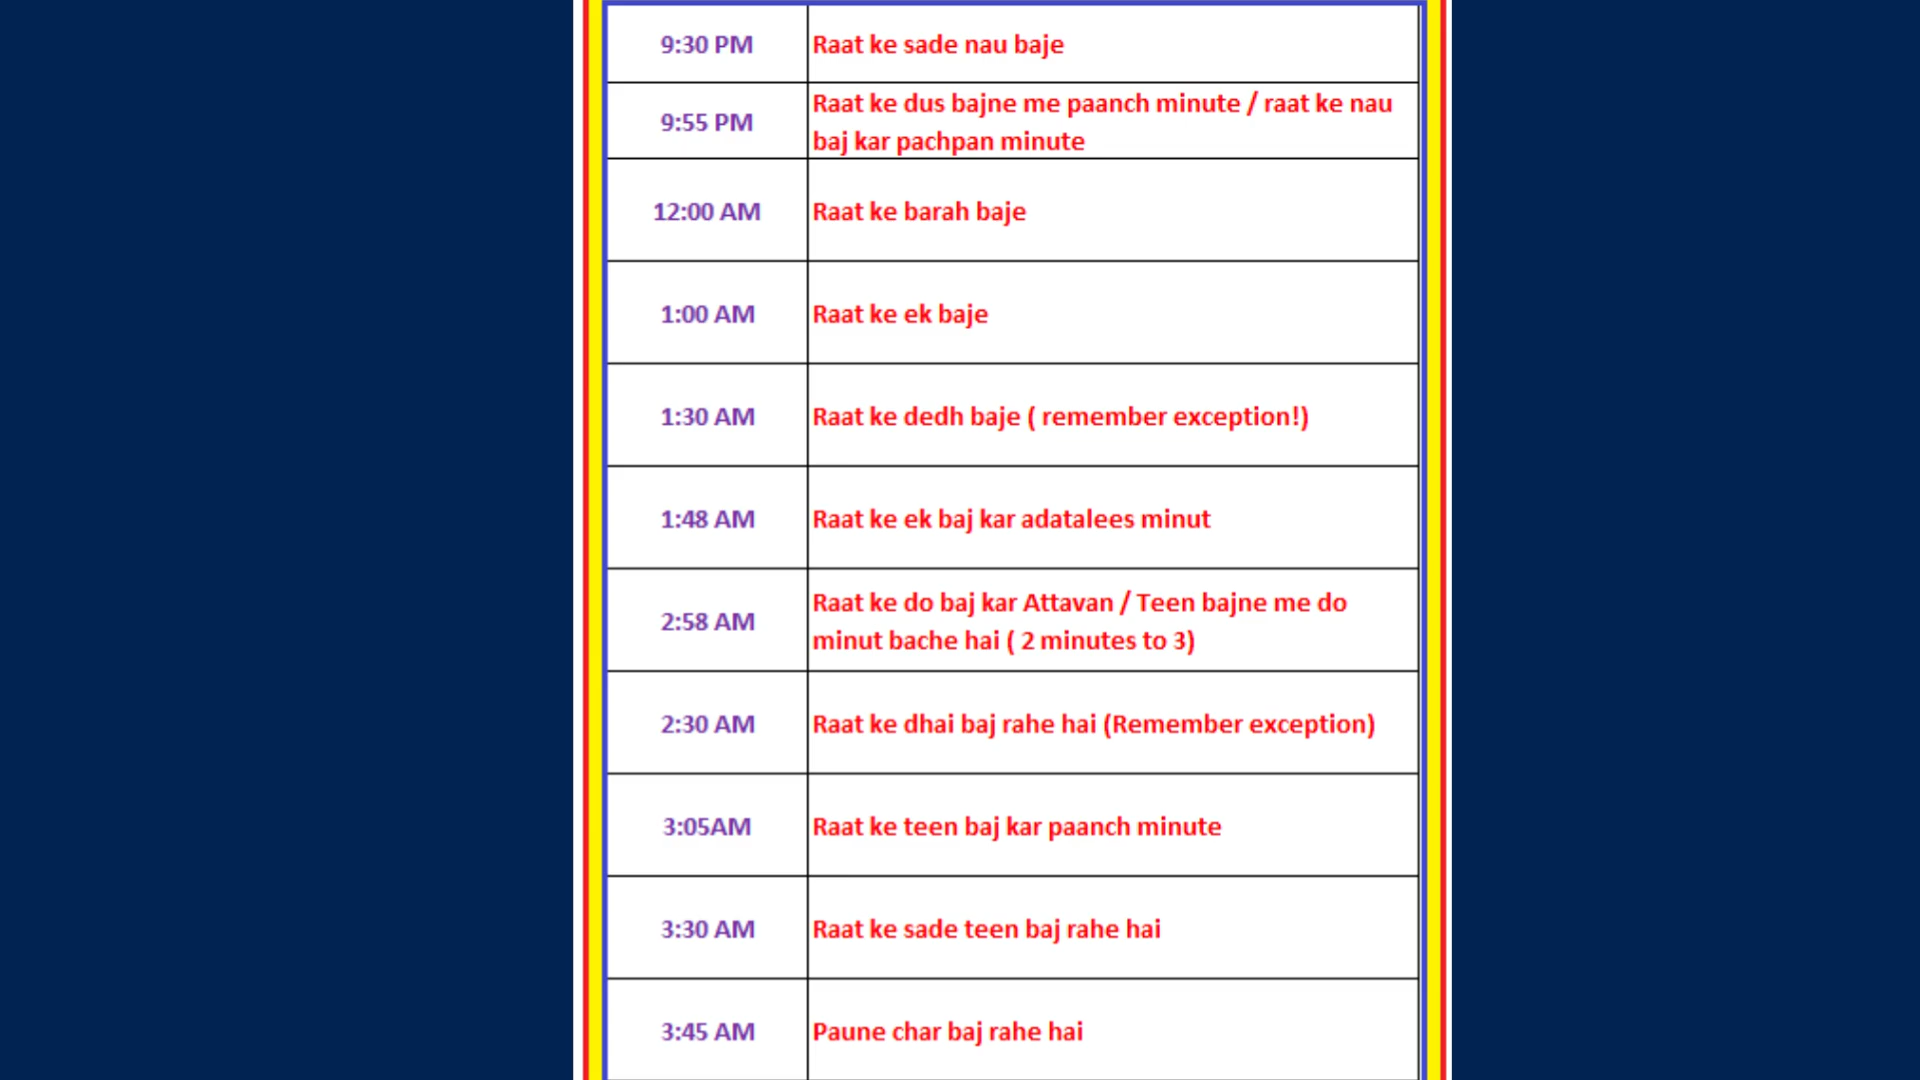 9:30 PM Raat ke sade nau baje
9:55 PM Raat ke dus bajne me paanch minute / raat ke nau
baj kar pachpan minute
12:00 AM Raat ke barah baje
1:00 AM Raat ke ek baje
1:30 AM Raat ke dedh baje ( remember exception!)
1:48 AM Raat ke ek baj kar adatalees minut
2:58 AM Raat ke do baj kar Attavan / Teen bajne me do
minut bache hai ( 2 minutes to 3)
2:30 AM Raat ke dhai baj rahe hai (Remember exception)
3:05AM Raat ke teen baj kar paanch minute
3:30 AM Raat ke sade teen baj rahe hai
3:45 AM Paune char baj rahe hai